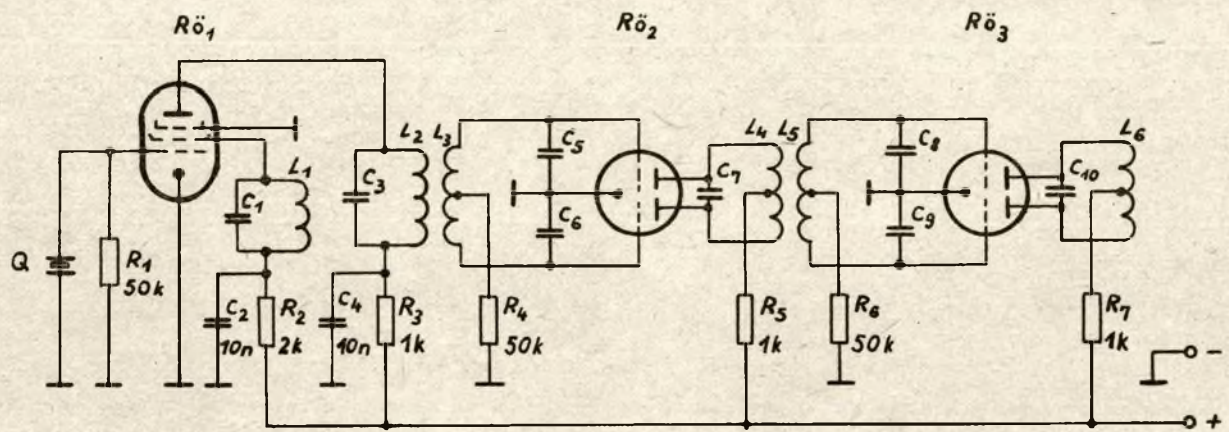 Rö1
Rö2
Rö3
L1
L2
L3
L4
L5
L6
C1
C3
C5
C6
C7
C8
C9
C10
Q
R1
50k
C2
10n
R2
2k
C4
10n
R3
1k
R4
50k
R5
1k
R6
50k
R7
1k
-
+